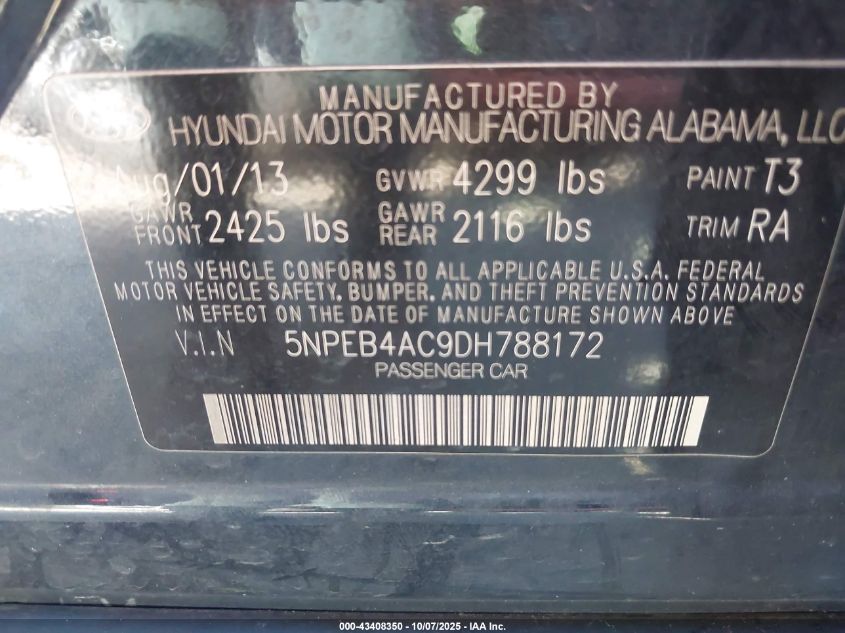 MANUFACTURED BY
HYUNDAI MOTOR MANUFACTURING ALABAMA, LLC
Aug/01/13 GVWR 4299 lbs PAINT T3
GAWR FRONT 2425 lbs GAWR REAR 2116 lbs TRIM RA
THIS VEHICLE CONFORMS TO ALL APPLICABLE U.S.A. FEDERAL
MOTOR VEHICLE SAFETY, BUMPER, AND THEFT PREVENTION STANDARDS
IN EFFECT ON THE DATE OF MANUFACTURE SHOWN ABOVE
V.I.N 5NPEB4AC9DH788172
PASSENGER CAR
000-43408350 - 10/07/2025 - IAA Inc.